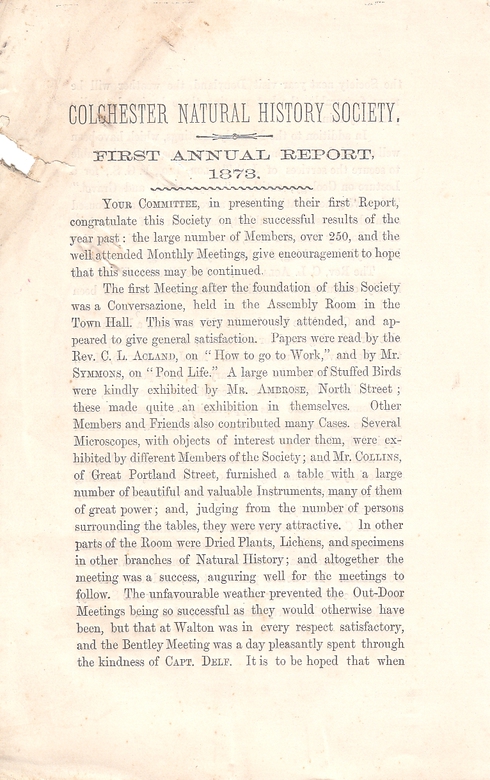 COLCHESTER NATURAL HISTORY SOCIETY.
FIRST ANNUAL REPORT,
1873.
YOUR COMMITTEE, in presenting their first Report,
congratulate this Society on the successful results of the
year past: the large number of Members, over 250, and the
well attended Monthly Meetings, give encouragement to hope
that this success may be continued.
The first Meeting after the foundation of this Society
was a Conversazione, held in the Assembly Room in the
Town Hall. This was very numerously attended, and ap-
peared to give general satisfaction. Papers were read by the
Rev. C. L. ACLAND, on "How to go to Work," and by Mr.
SYMMONS, on "Pond Life." A large number of Stuffed Birds
were kindly exhibited by MR. AMBROSE, North Street;
these made quite an exhibition in themselves. Other
Members and Friends also contributed many Cases. Several
Microscopes, with objects of interest under them, were ex-
hibited by different Members of the Society; and Mr. COLLINS,
of Great Portland Street, furnished a table with a large
number of beautiful and valuable Instruments, many of them
of great power; and, judging from the number of persons
surrounding the tables, they were very attractive. In other
parts of the Room were Dried Plants, Lichens, and specimens
in other branches of Natural History; and altogether the
meeting was a success, auguring well for the meetings to
follow. The unfavourable weather prevented the Out-Door
Meetings being so successful as they would otherwise have
been, but that at Walton was in every respect satisfactory,
and the Bentley Meeting was a day pleasantly spent through
the kindness of CAPT. DELF. It is to be hoped that when